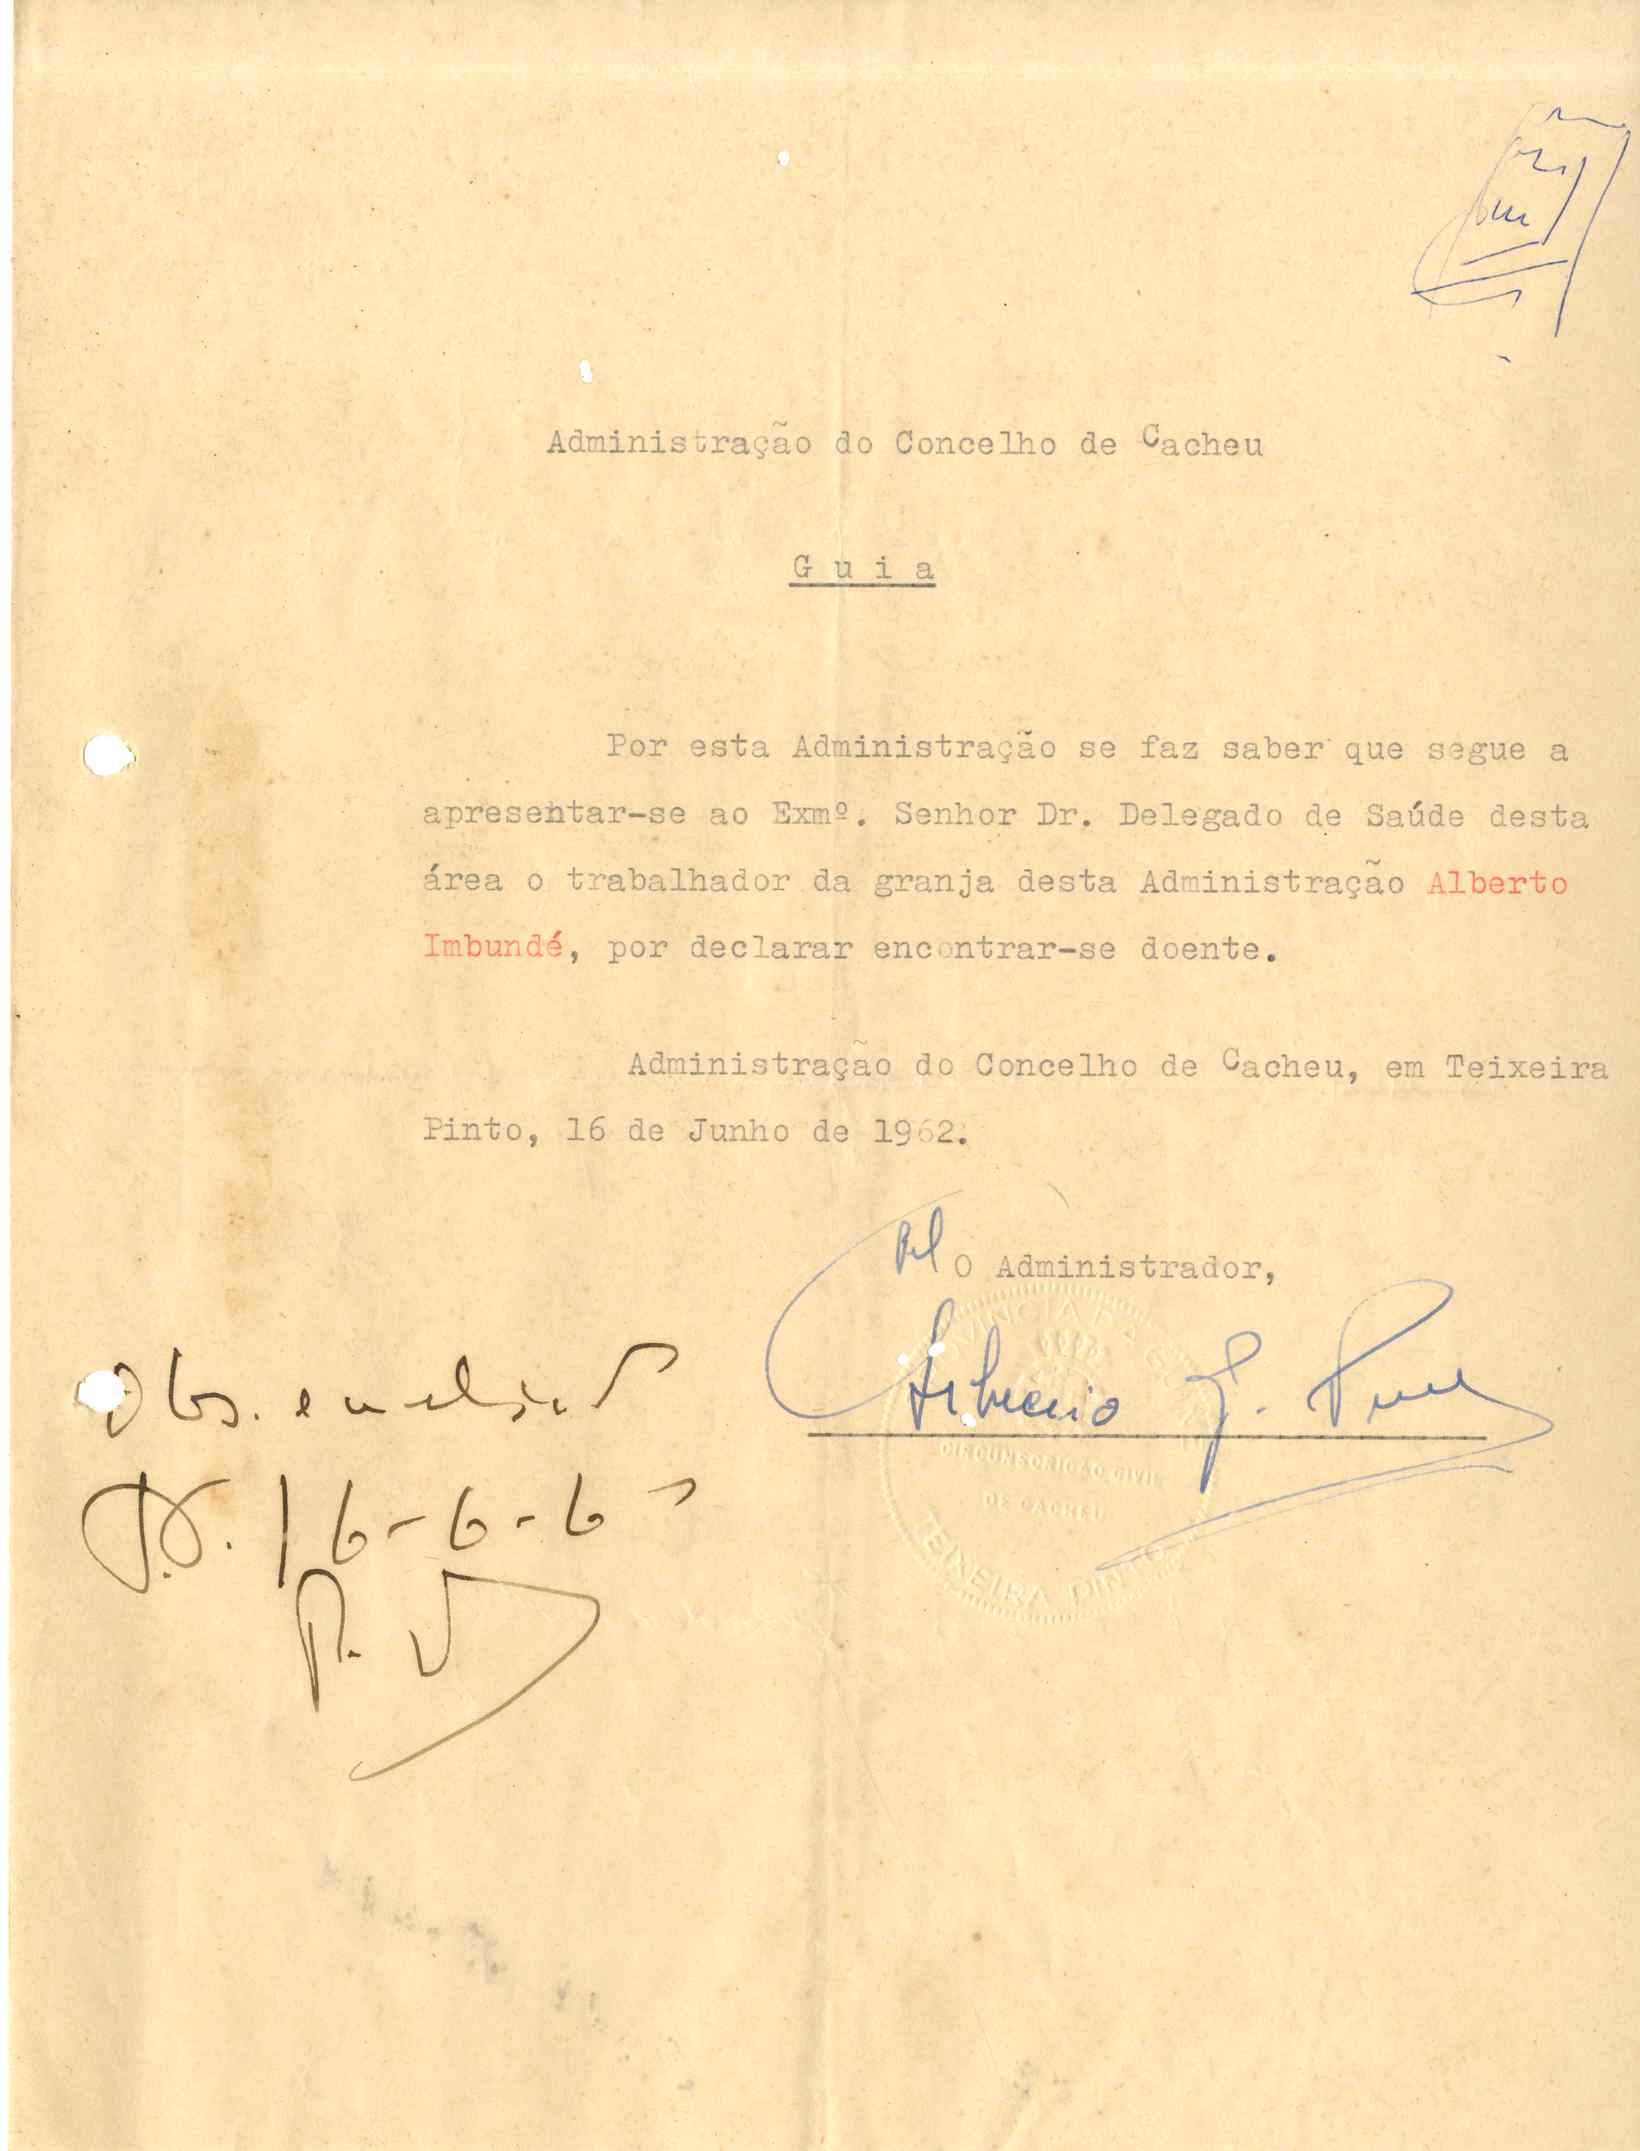 Administração do Concelho de Cacheu
Guia
Por esta Administração se faz saber que segue a
apresentar-se ao Exmº. Senhor Dr. Delegado de Saúde desta
área o trabalhador da granja desta Administração Alberto
Imbundé, por declarar encontrar-se doente.
Administração do Concelho de Cacheu, em Teixeira
Pinto, 16 de Junho de 1962.
O Administrador,
CIRCUNSCRIÇÃO CIVIL
DE CACHEU
TEIXEIRA PINTO
Obs.
16-6-6